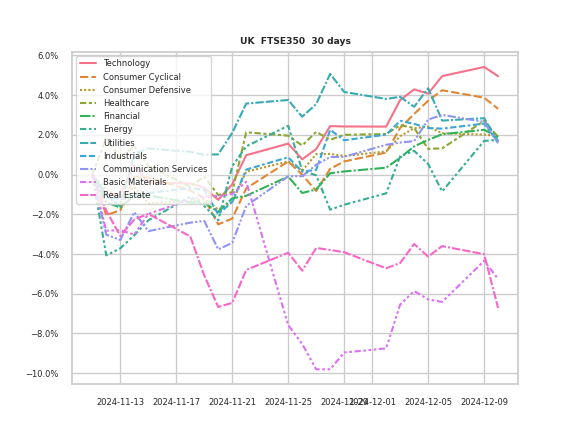 UK FTSE350 30 days
6.0%
4.0%
2.0%
0.0%
−2.0%
−4.0%
−6.0%
−8.0%
−10.0%
Technology
Consumer Cyclical
Consumer Defensive
Healthcare
Financial
Energy
Utilities
Industrials
Communication Services
Basic Materials
Real Estate
2024-11-13 2024-11-17 2024-11-21 2024-11-25 2024-11-29 2024-12-01 2024-12-05 2024-12-09